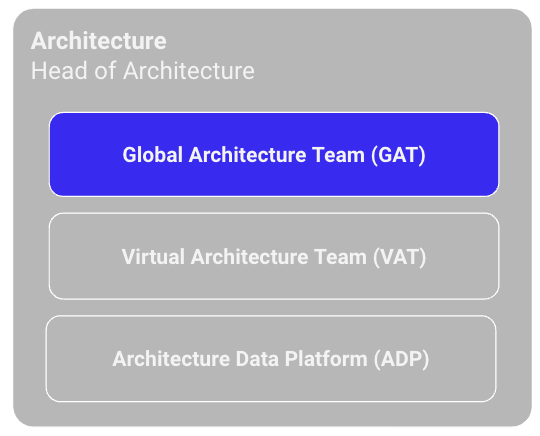 Architecture
Head of Architecture
Global Architecture Team (GAT)
Virtual Architecture Team (VAT)
Architecture Data Platform (ADP)